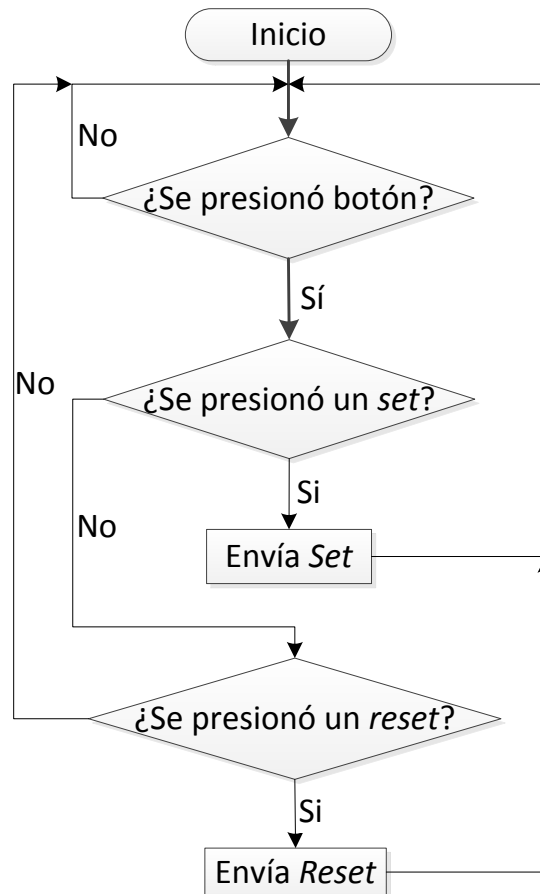 Inicio
No
¿Se presionó botón?
Sí
No
¿Se presionó un set?
Si
No
Envía Set
¿Se presionó un reset?
Si
Envía Reset